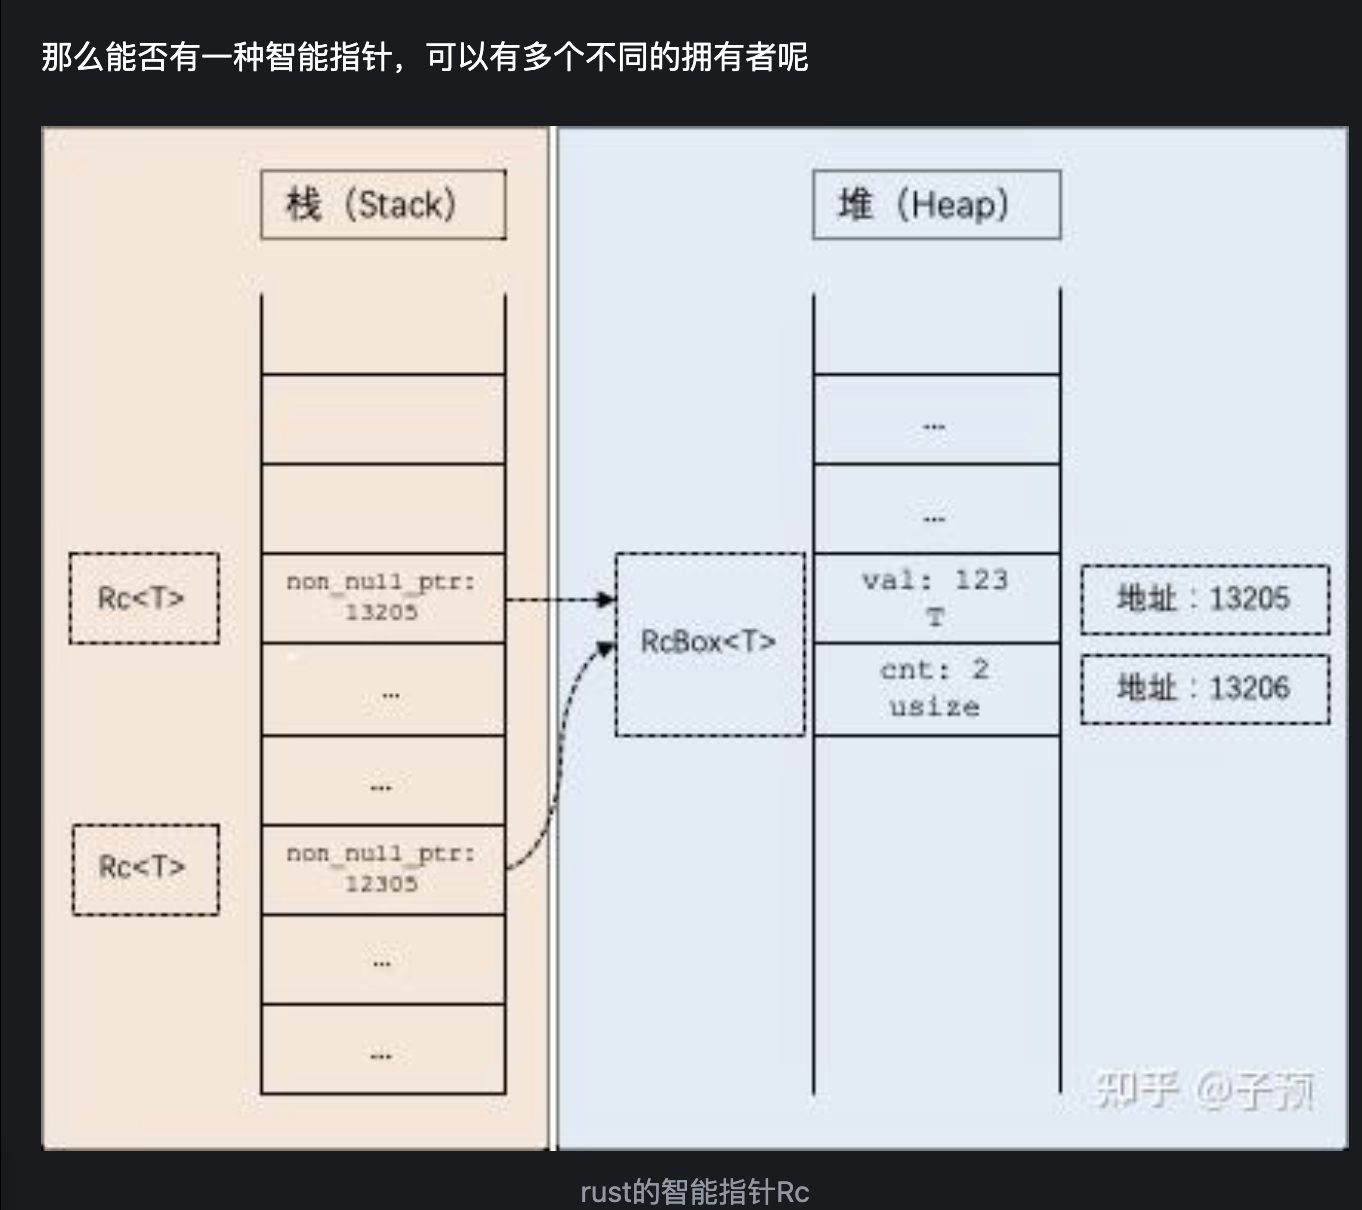 那么能否有一种智能指针，可以有多个不同的拥有者呢
栈（Stack）
堆（Heap）
...
...
Rc<T>
non_null_ptr:
13205
RcBox<T>
val: 123
T
地址：13205
...
cnt: 2
usize
地址：13206
...
Rc<T>
non_null_ptr:
12305
...
...
知乎 @子预
rust的智能指针Rc